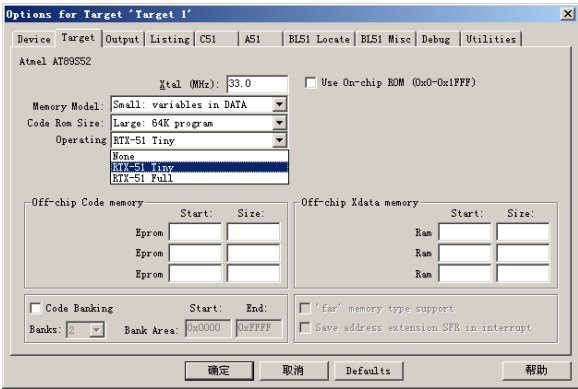 Options for Target 'Target 1'
Device Target Output Listing C51 A51 BL51 Locate BL51 Misc Debug Utilities
Atmel AT89S52
Xtal (MHz): 33.0 Use On-chip ROM (0x0-0x1FFF)
Memory Model: Small: variables in DATA
Code Rom Size: Large: 64K program
Operating RTX-51 Tiny
None
RTX-51 Tiny
RTX-51 Full
Off-chip Code memory Off-chip Xdata memory
Start: Size: Start: Size:
Eprom Ram
Eprom Ram
Eprom Ram
Code Banking Start: End: 'far' memory type support
Banks: 2 Bank Area: 0x0000 0xFFFF Save address extension SFR in interrupt
确定 取消 Defaults 帮助